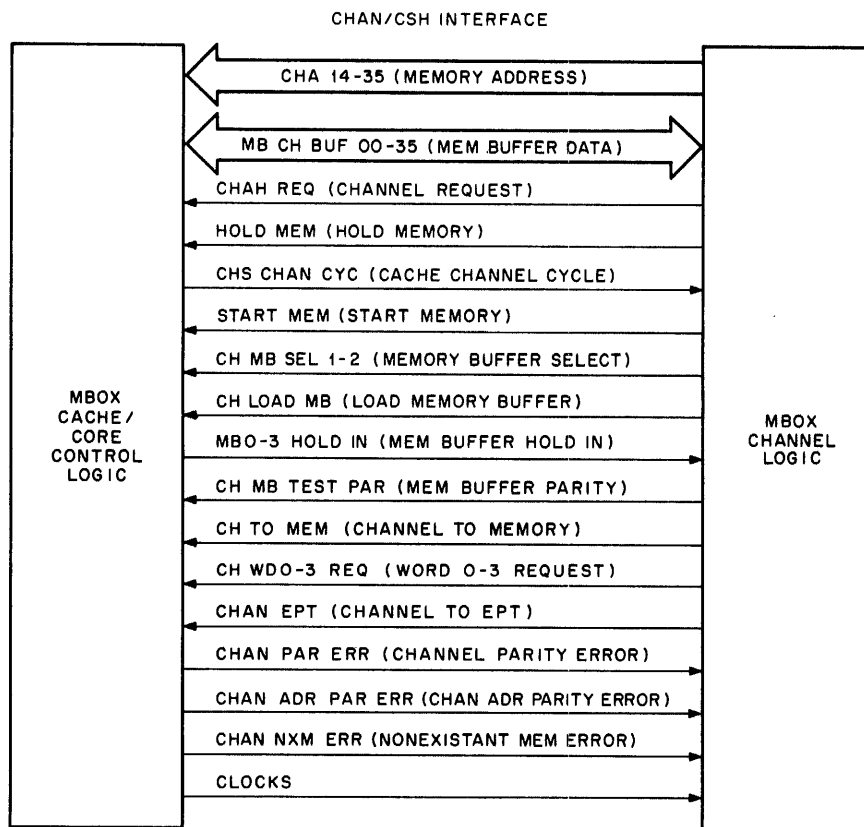 CHAN/CSH INTERFACE
CHA 14-35 (MEMORY ADDRESS)
MB CH BUF 00-35 (MEM BUFFER DATA)
CHAH REQ (CHANNEL REQUEST)
HOLD MEM (HOLD MEMORY)
CHS CHAN CYC (CACHE CHANNEL CYCLE)
START MEM (START MEMORY)
CH MB SEL 1-2 (MEMORY BUFFER SELECT)
CH LOAD MB (LOAD MEMORY BUFFER)
MBO-3 HOLD IN (MEM BUFFER HOLD IN)
CH MB TEST PAR (MEM BUFFER PARITY)
CH TO MEM (CHANNEL TO MEMORY)
CH WDO-3 REQ (WORD 0-3 REQUEST)
CHAN EPT (CHANNEL TO EPT)
CHAN PAR ERR (CHANNEL PARITY ERROR)
CHAN ADR PAR ERR (CHAN ADR PARITY ERROR)
CHAN NXM ERR (NONEXISTANT MEM ERROR)
CLOCKS
MBOX
CACHE/
CORE
CONTROL
LOGIC
MBOX
CHANNEL
LOGIC